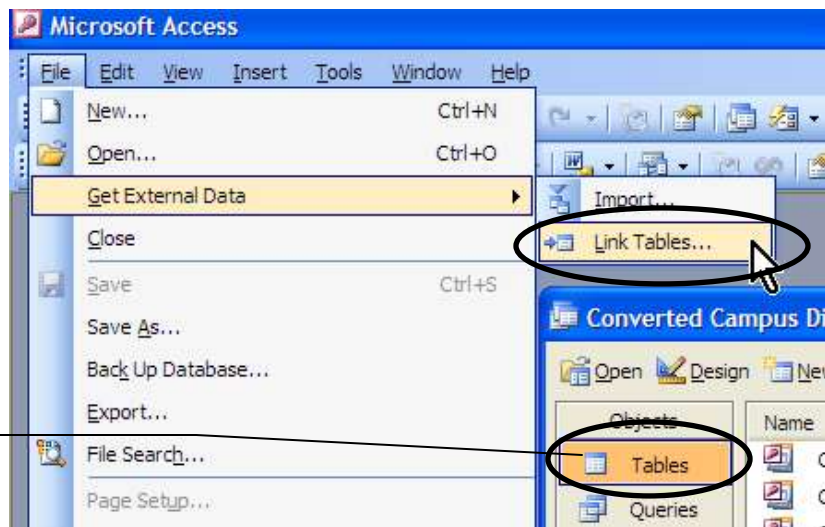 Microsoft Access
File Edit View Insert Tools Window Help
New... Ctrl+N
Open... Ctrl+O
Get External Data
Import...
Close
Link Tables...
Save Ctrl+S
Save As...
Converted Campus Di
Back Up Database...
Open Design New
Export...
Objects Name
File Search...
Tables
Page Setup...
Queries